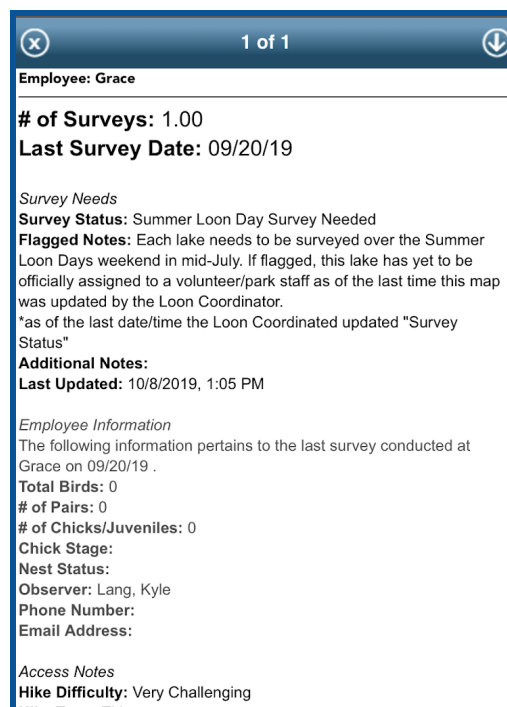 1 of 1
Employee: Grace
# of Surveys: 1.00
Last Survey Date: 09/20/19
Survey Needs
Survey Status: Summer Loon Day Survey Needed
Flagged Notes: Each lake needs to be surveyed over the Summer
Loon Days weekend in mid-July. If flagged, this lake has yet to be
officially assigned to a volunteer/park staff as of the last time this map
was updated by the Loon Coordinator.
*as of the last date/time the Loon Coordinated updated "Survey
Status"
Additional Notes:
Last Updated: 10/8/2019, 1:05 PM
Employee Information
The following information pertains to the last survey conducted at
Grace on 09/20/19 .
Total Birds: 0
# of Pairs: 0
# of Chicks/Juveniles: 0
Chick Stage:
Nest Status:
Observer: Lang, Kyle
Phone Number:
Email Address:
Access Notes
Hike Difficulty: Very Challenging